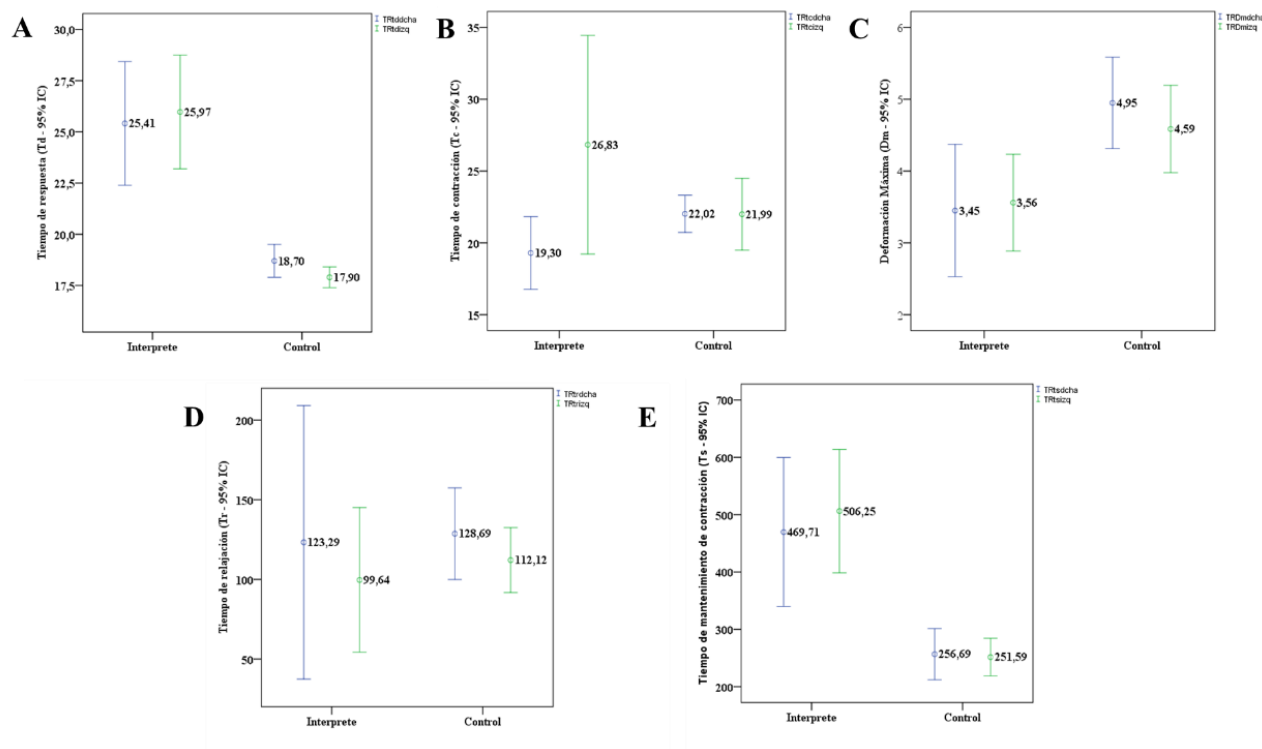 A
TRtddcha
TRtdizq
Tiempo de respuesta (Td - 95% IC)
30,0
27,5
25,0
22,5
20,0
17,5
25,41
25,97
18,70
17,90
Interprete
Control
B
TRtcdcha
TRtcizq
Tiempo de contracción (Tc - 95% IC)
35
30
25
20
15
19,30
26,83
22,02
21,99
Interprete
Control
C
TRDmdcha
TRDmizq
Deformación Máxima (Dm - 95% IC)
6
5
4
3
2
3,45
3,56
4,95
4,59
Interprete
Control
D
TRtrdcha
TRtrizq
Tiempo de relajación (Tr - 95% IC)
200
150
100
50
123,29
99,64
128,69
112,12
Interprete
Control
E
TRtsdcha
TRtsizq
Tiempo de mantenimiento de contracción (Ts - 95% IC)
700
600
500
400
300
200
469,71
506,25
256,69
251,59
Interprete
Control